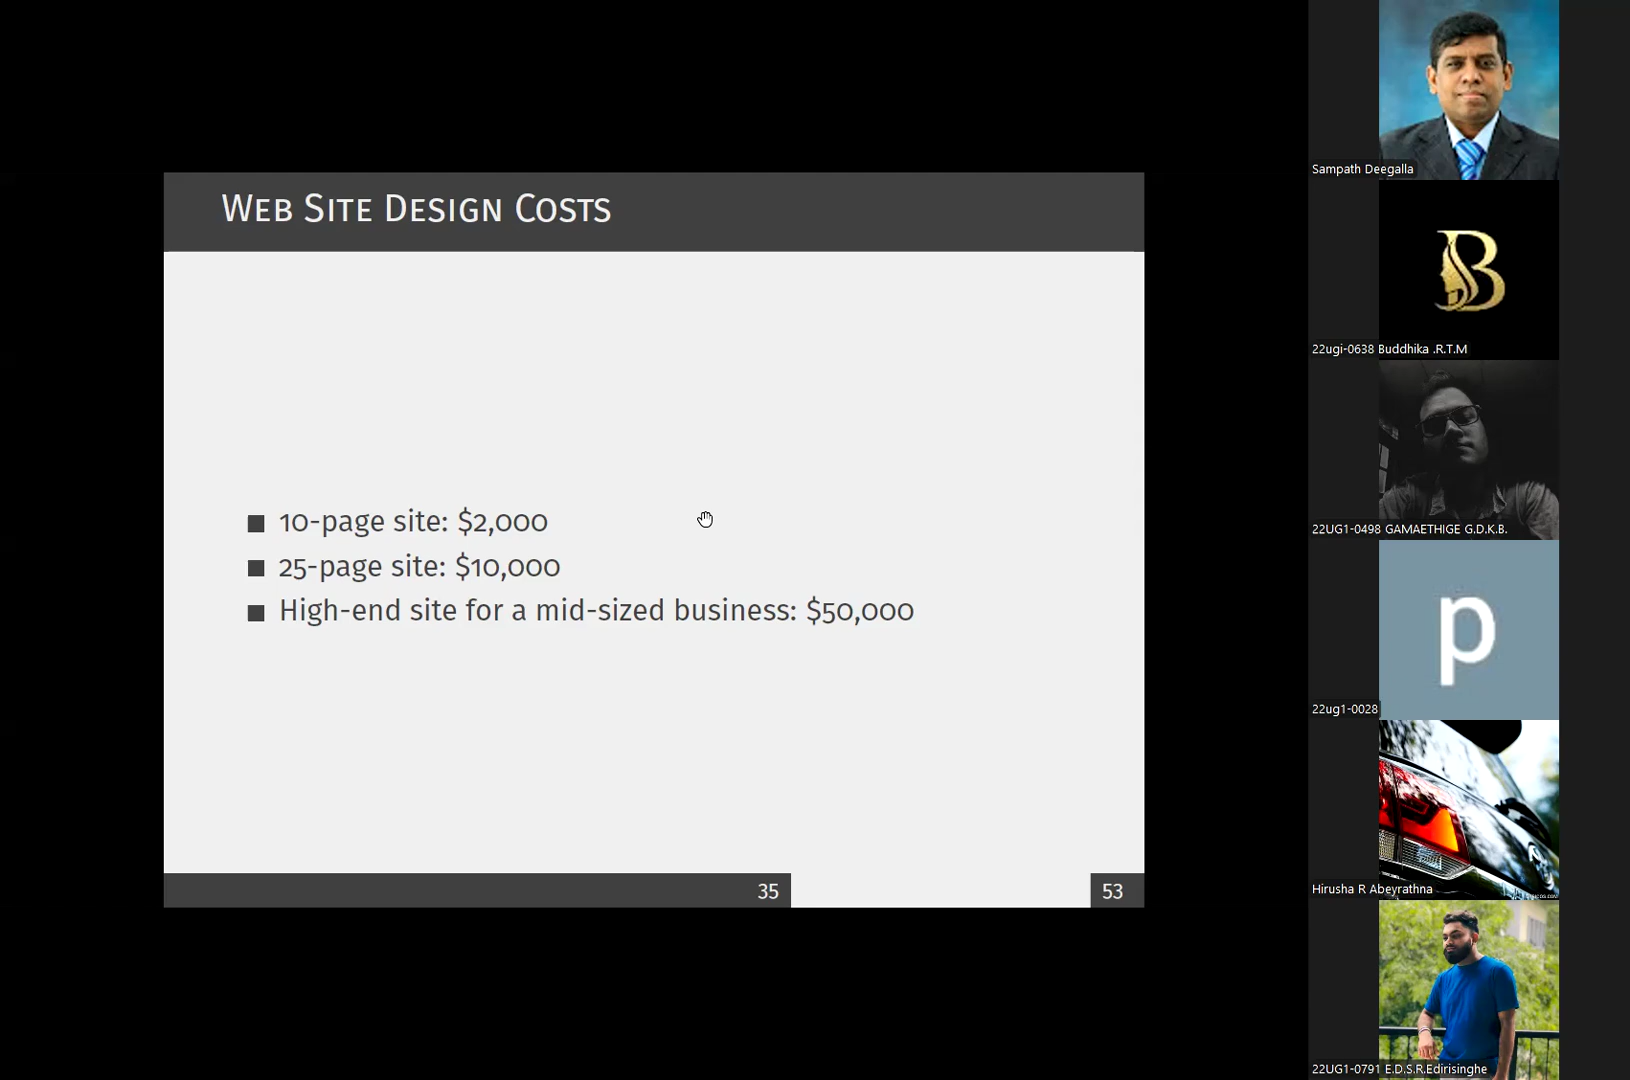 Web Site Design Costs
10-page site: $2,000
25-page site: $10,000
High-end site for a mid-sized business: $50,000
35
53
Sampath Deegalla
B
22ugi-0638 Buddhika .R.T.M
22UG1-0498 GAMAETHIGE G.D.K.B.
p
22ug1-0028
Hirusha R Abeyrathna
22UG1-0791 E.D.S.R.Edirisinghe